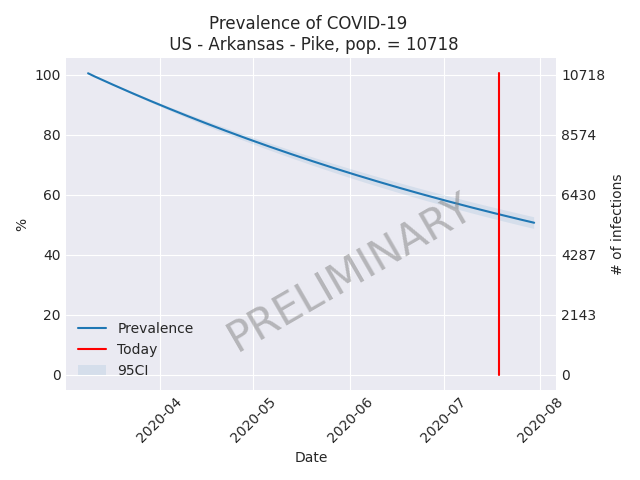 Prevalence of COVID-19
US - Arkansas - Pike, pop. = 10718
100
80
60
40
20
0
%
10718
8574
6430
4287
2143
0
# of infections
PRELIMINARY
Prevalence
Today
95CI
2020-04
2020-05
2020-06
2020-07
2020-08
Date